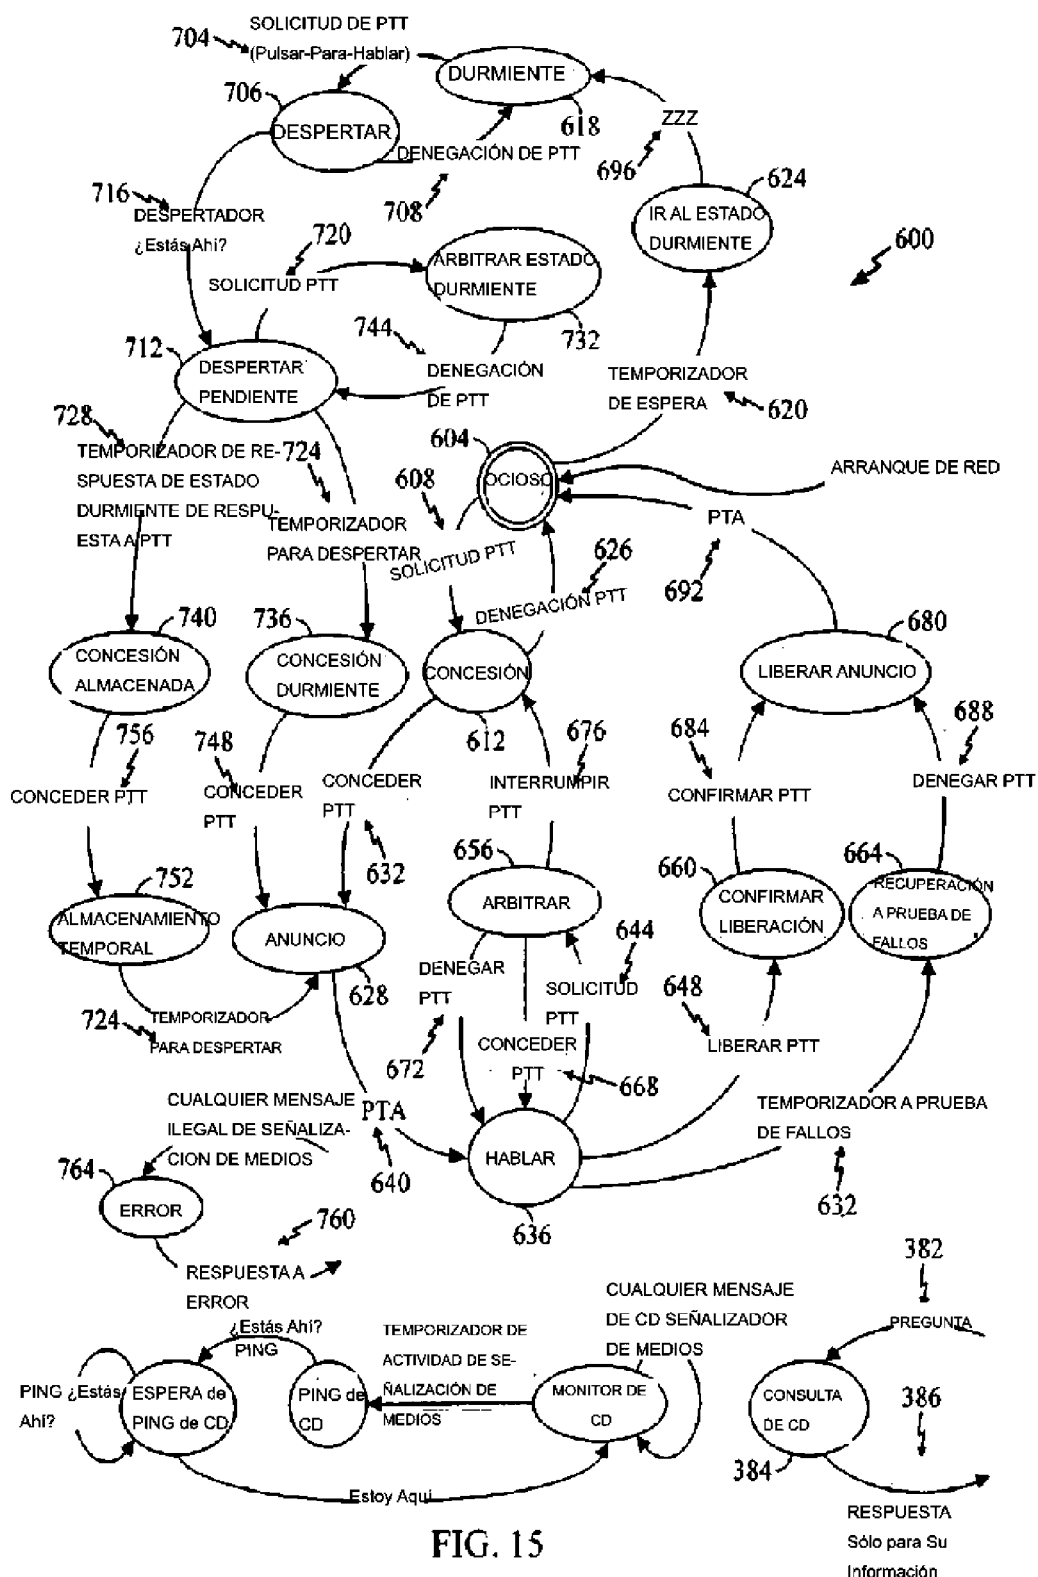 SOLICITUD DE PTT
704
(Pulsar-Para-Hablar)
DURMIENTE
706
DESPERTAR
618
ZZZ
DENEGACIÓN DE PTT
696
624
716
708
IR AL ESTADO
DURMIENTE
DESPERTADOR
¿Estás Ahí?
720
600
SOLICITUD PTT
ARBITRAR ESTADO
DURMIENTE
712
744
732
DESPERTAR
PENDIENTE
DENEGACIÓN
DE PTT
TEMPORIZADOR
DE ESPERA
620
728
TEMPORIZADOR DE RE-
SPUESTA DE ESTADO
DURMIENTE DE RESPU-
ESTA A PTT
724
TEMPORIZADOR
PARA DESPERTAR
604
608
OCIOSO
ARRANQUE DE RED
SOLICITUD PTT
626
PTA
692
DENEGACIÓN PTT
740
736
680
CONCESIÓN
ALMACENADA
CONCESIÓN
DURMIENTE
CONCESIÓN
LIBERAR ANUNCIO
612
756
748
676
684
688
CONCEDER PTT
CONCEDER
PTT
CONCEDER
PTT
INTERRUMPIR
PTT
CONFIRMAR PTT
DENEGAR PTT
632
656
660
664
752
ALMACENAMIENTO
TEMPORAL
ANUNCIO
ARBITRAR
CONFIRMAR
LIBERACIÓN
RECUPERACIÓN
A PRUEBA DE
FALLOS
628
DENEGAR
PTT
644
SOLICITUD
PTT
648
724
TEMPORIZADOR
PARA DESPERTAR
672
CONCEDER
PTT
668
LIBERAR PTT
CUALQUIER MENSAJE
ILEGAL DE SEÑALIZA-
CION DE MEDIOS
PTA
640
TEMPORIZADOR A PRUEBA
DE FALLOS
632
764
ERROR
HABLAR
636
760
RESPUESTA A
ERROR
382
PREGUNTA
¿Estás Ahí?
PING
TEMPORIZADOR DE
ACTIVIDAD DE SE-
ÑALIZACIÓN DE
MEDIOS
CUALQUIER MENSAJE
DE CD SEÑALIZADOR
DE MEDIOS
PING ¿Estás
Ahí?
ESPERA de
PING de CD
PING de
CD
MONITOR DE
CD
CONSULTA
DE CD
386
384
Estoy Aquí
RESPUESTA
Sólo para Su
Información
FIG. 15